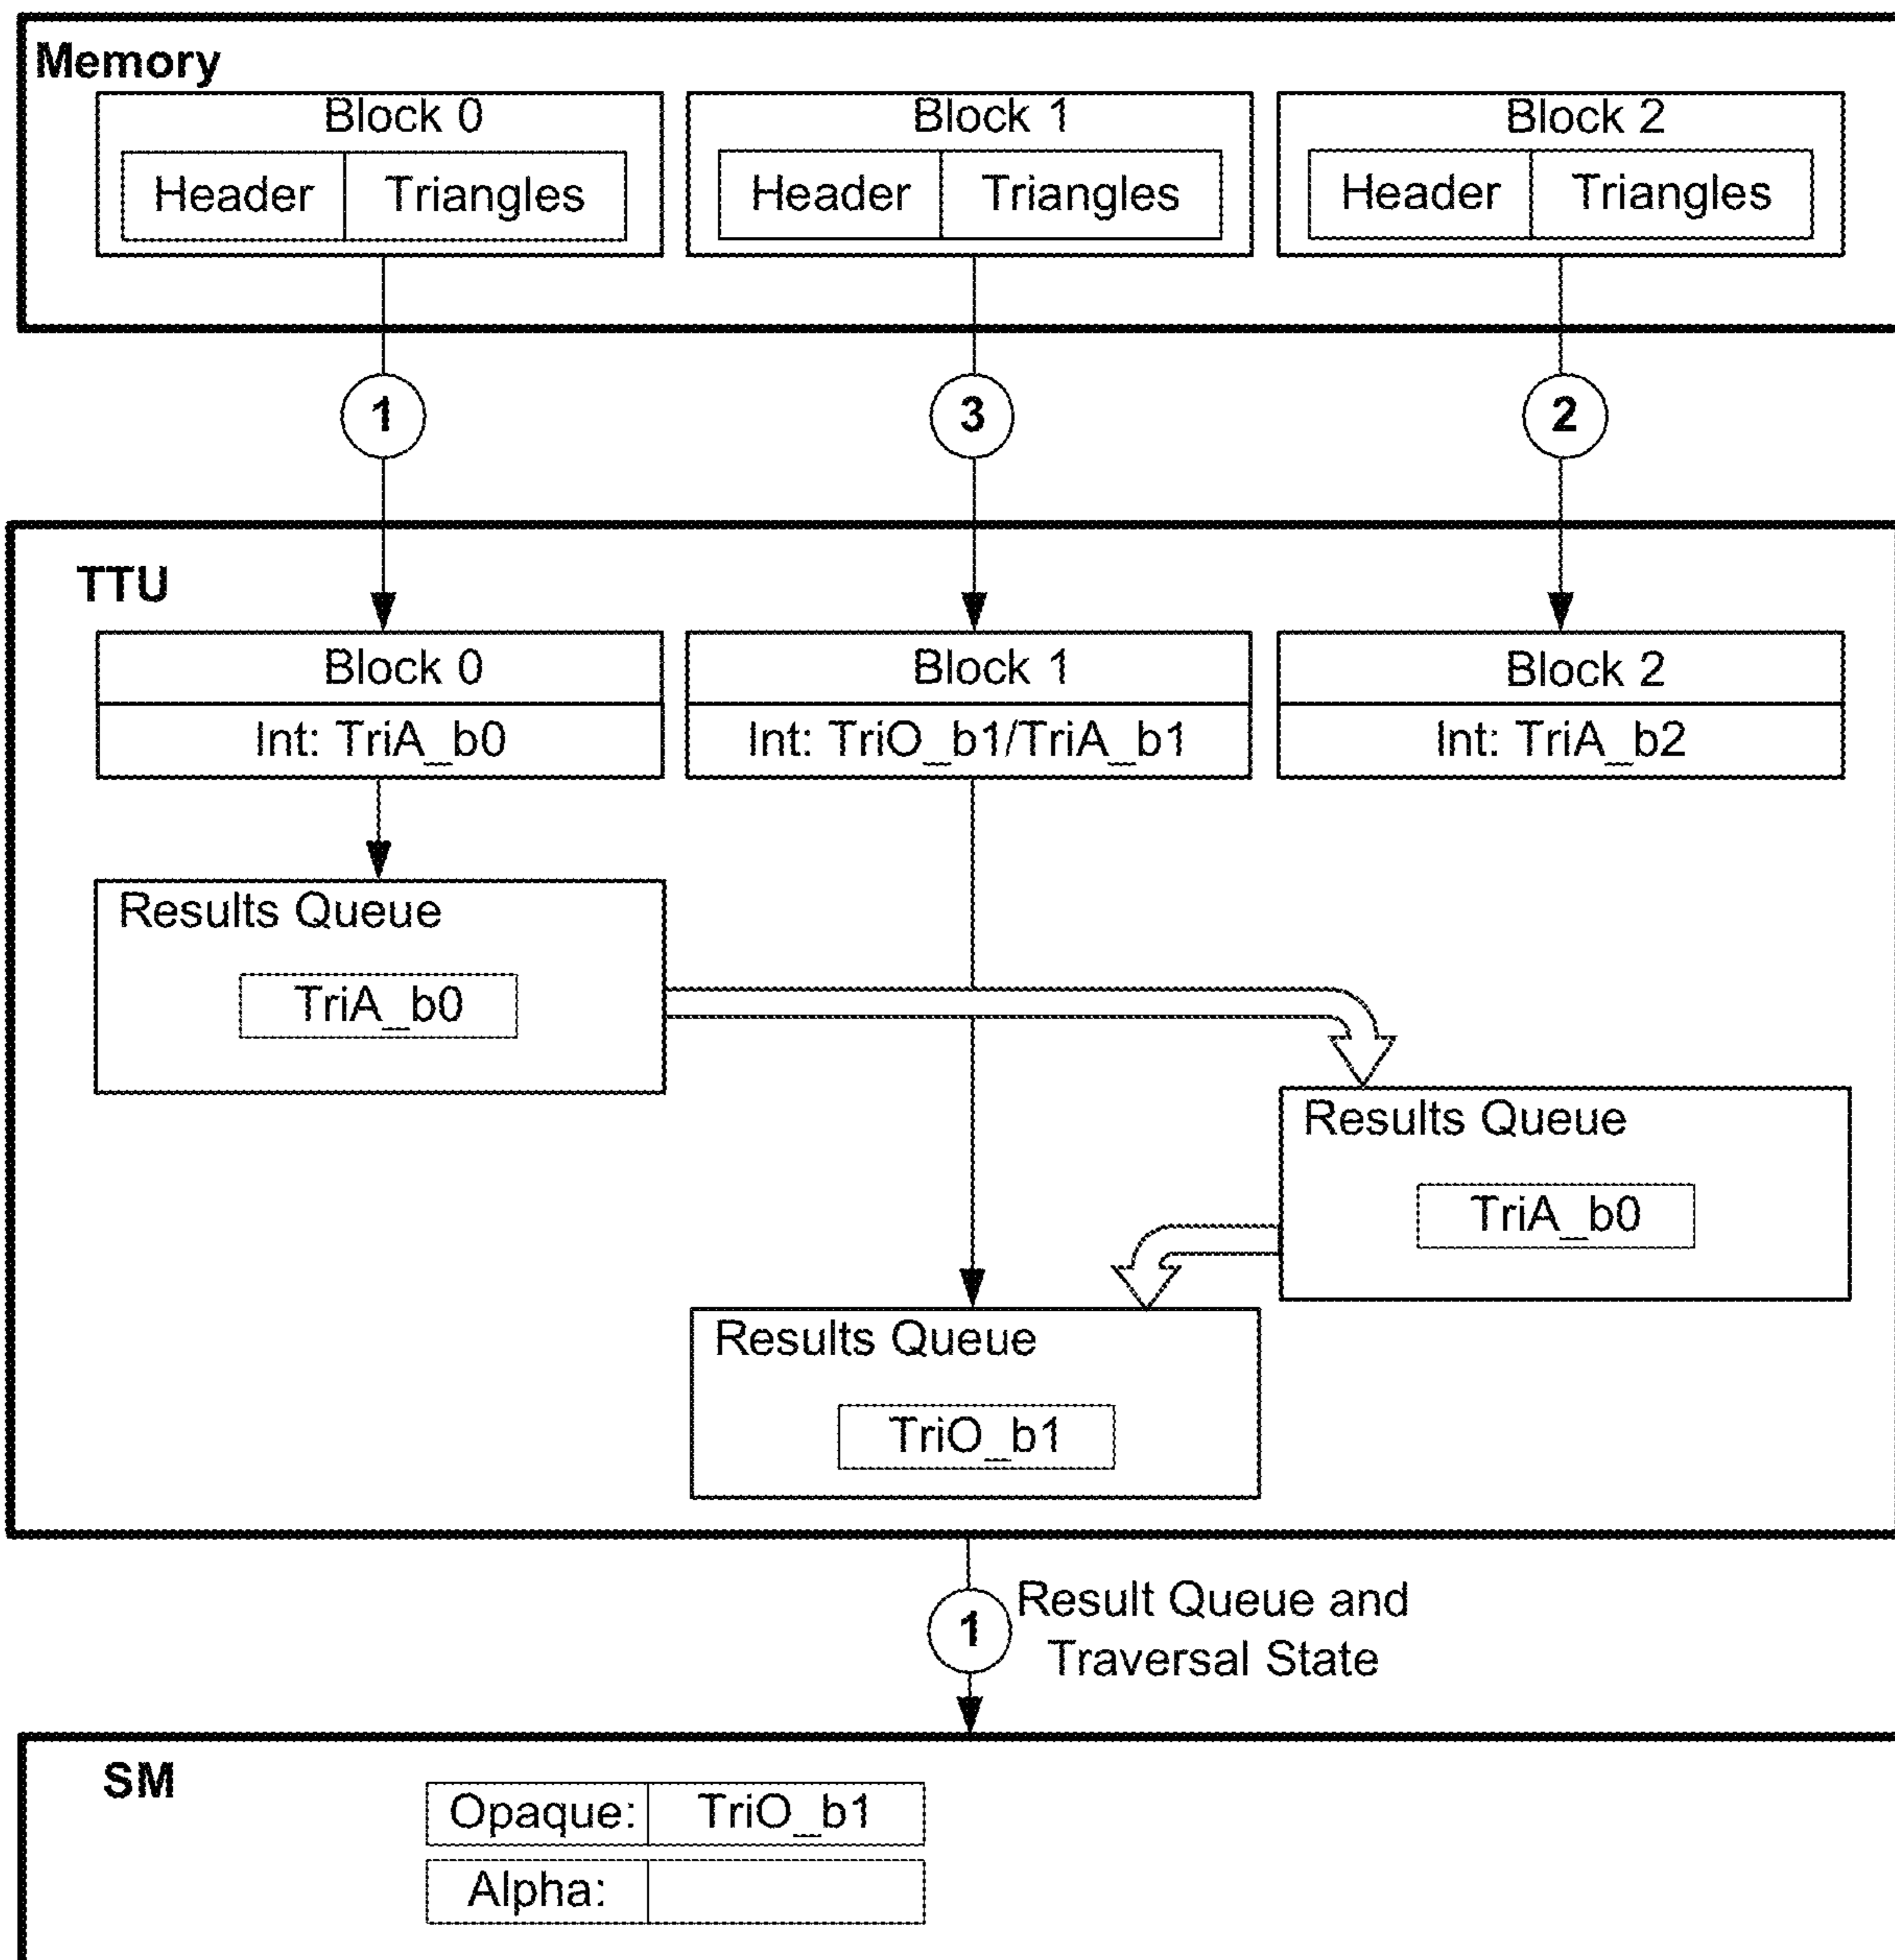 Memory
Block 0
Header Triangles
Block 1
Header Triangles
Block 2
Header Triangles
1
3
2
TTU
Block 0
Int: TriA_b0
Block 1
Int: TriO_b1/TriA_b1
Block 2
Int: TriA_b2
Results Queue
TriA_b0
Results Queue
TriA_b0
Results Queue
TriO_b1
1
Result Queue and
Traversal State
SM
Opaque: TriO_b1
Alpha: